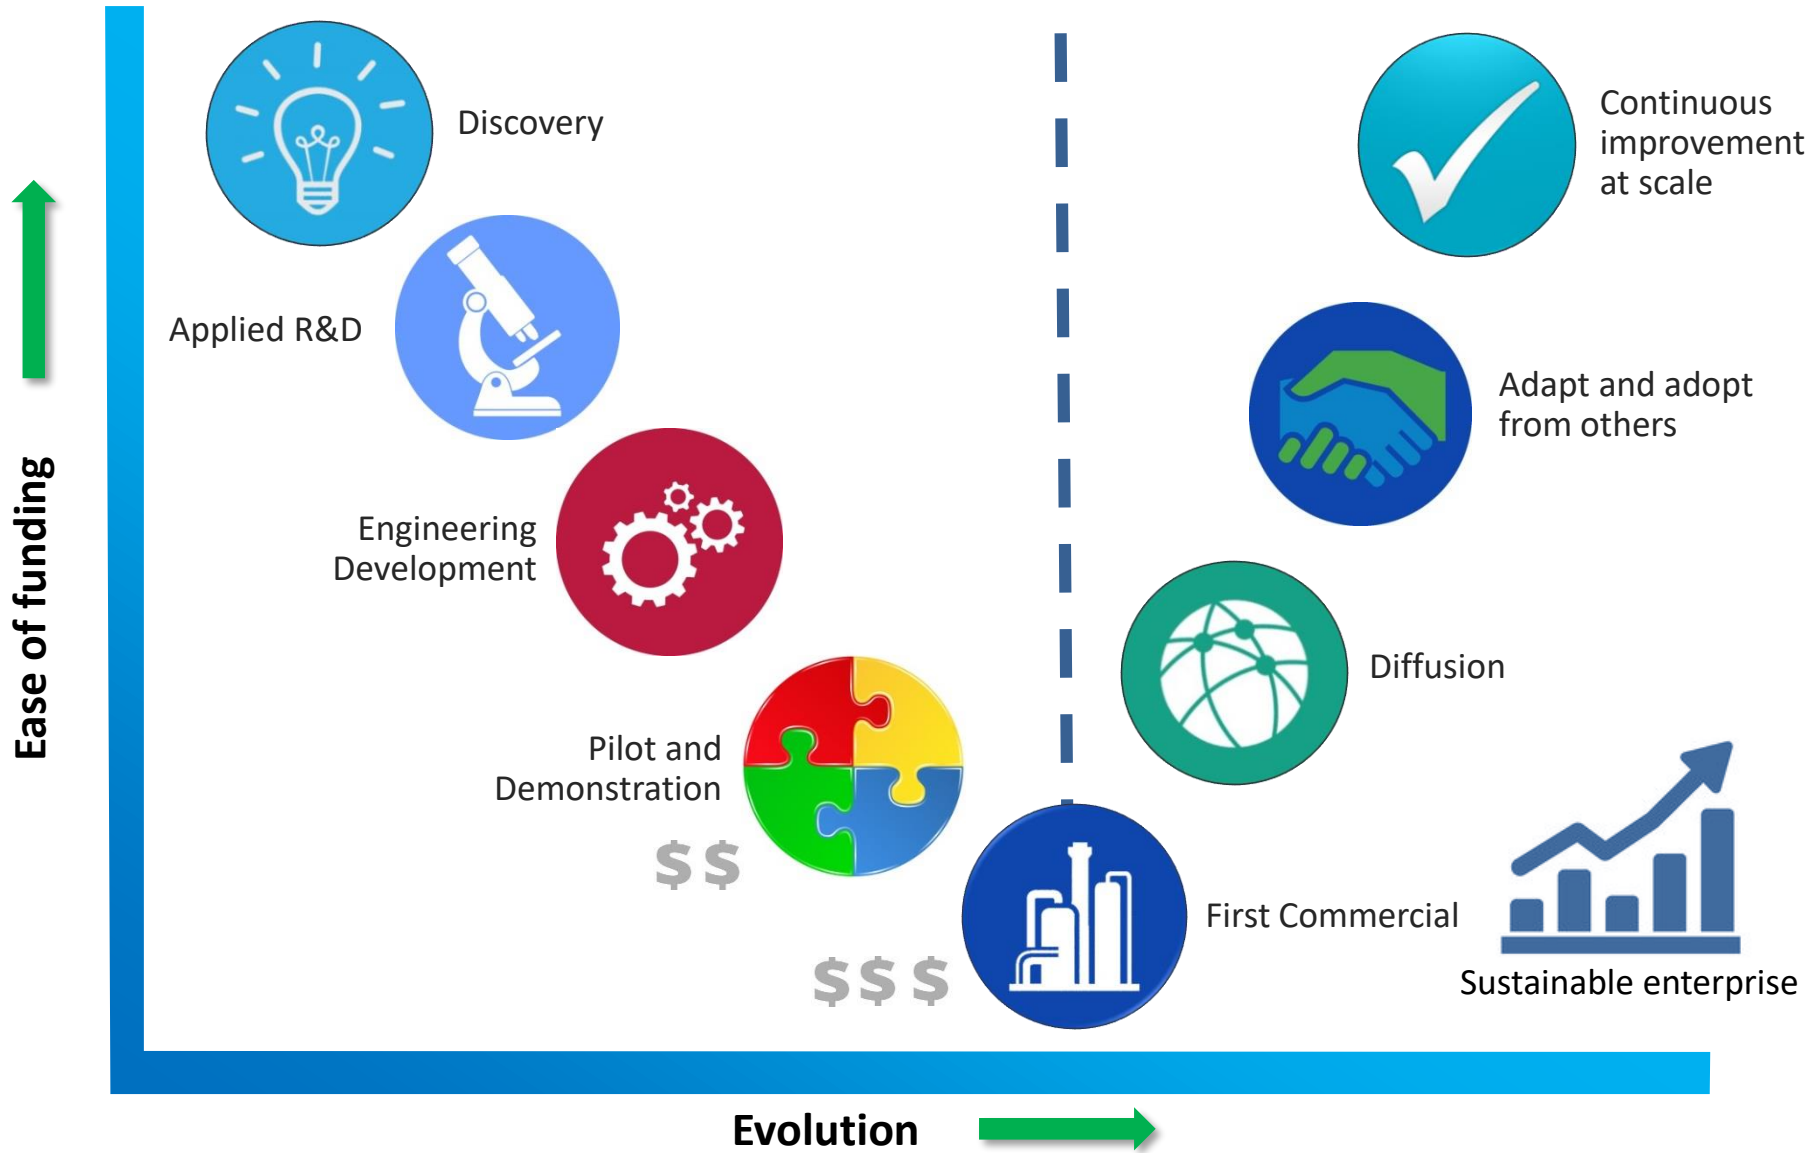 Discovery
Continuous
improvement
at scale
Applied R&D
Adapt and adopt
from others
Engineering
Development
Ease of funding
Diffusion
Pilot and
Demonstration
$$
First Commercial
$$$
Sustainable enterprise
Evolution